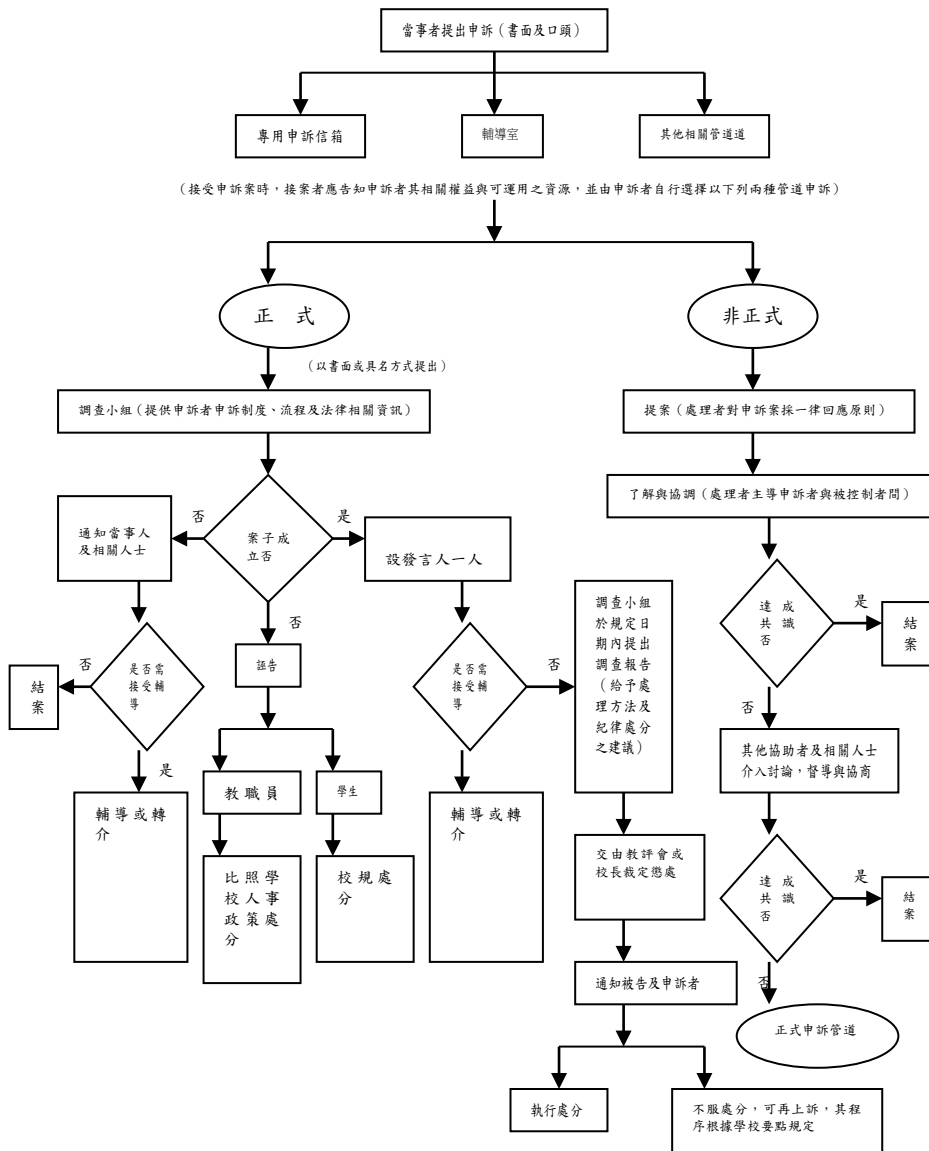 當事者提出申訴(書面及口頭)
專用申訴信箱
輔導室
其他相關管道道
(接受申訴案時,接案者應告知申訴者其相關權益與可運用之資源,並由申訴者自行選擇以下列兩種管道申訴)
正 式
非正式
(以書面或具名方式提出)
調查小組(提供申訴者申訴制度、流程及法律相關資訊)
提案(處理者對申訴案採一律回應原則)
了解與協調(處理者主導申訴者與被控制者間)
通知當事人
及相關人士
否
案子成
立否
是
設發言人一人
否
誣告
結
案
否
是否需
接受輔
導
是
輔導或轉
介
教職員
學生
比照學
校人事
政策處
分
校規處
分
是否需
接受輔
導
否
輔導或轉
介
調查小組
於規定日
期內提出
調查報告
(給予處
理方法及
紀律處分
之建議)
交由教評會或
校長裁定懲處
通知被告及申訴者
執行處分
不服處分,可再上訴,其程
序根據學校要點規定
達 成
共 識
否
是
結
案
否
其他協助者及相關人士
介入討論,督導與協商
達 成
共 識
否
是
結
案
否
正式申訴管道